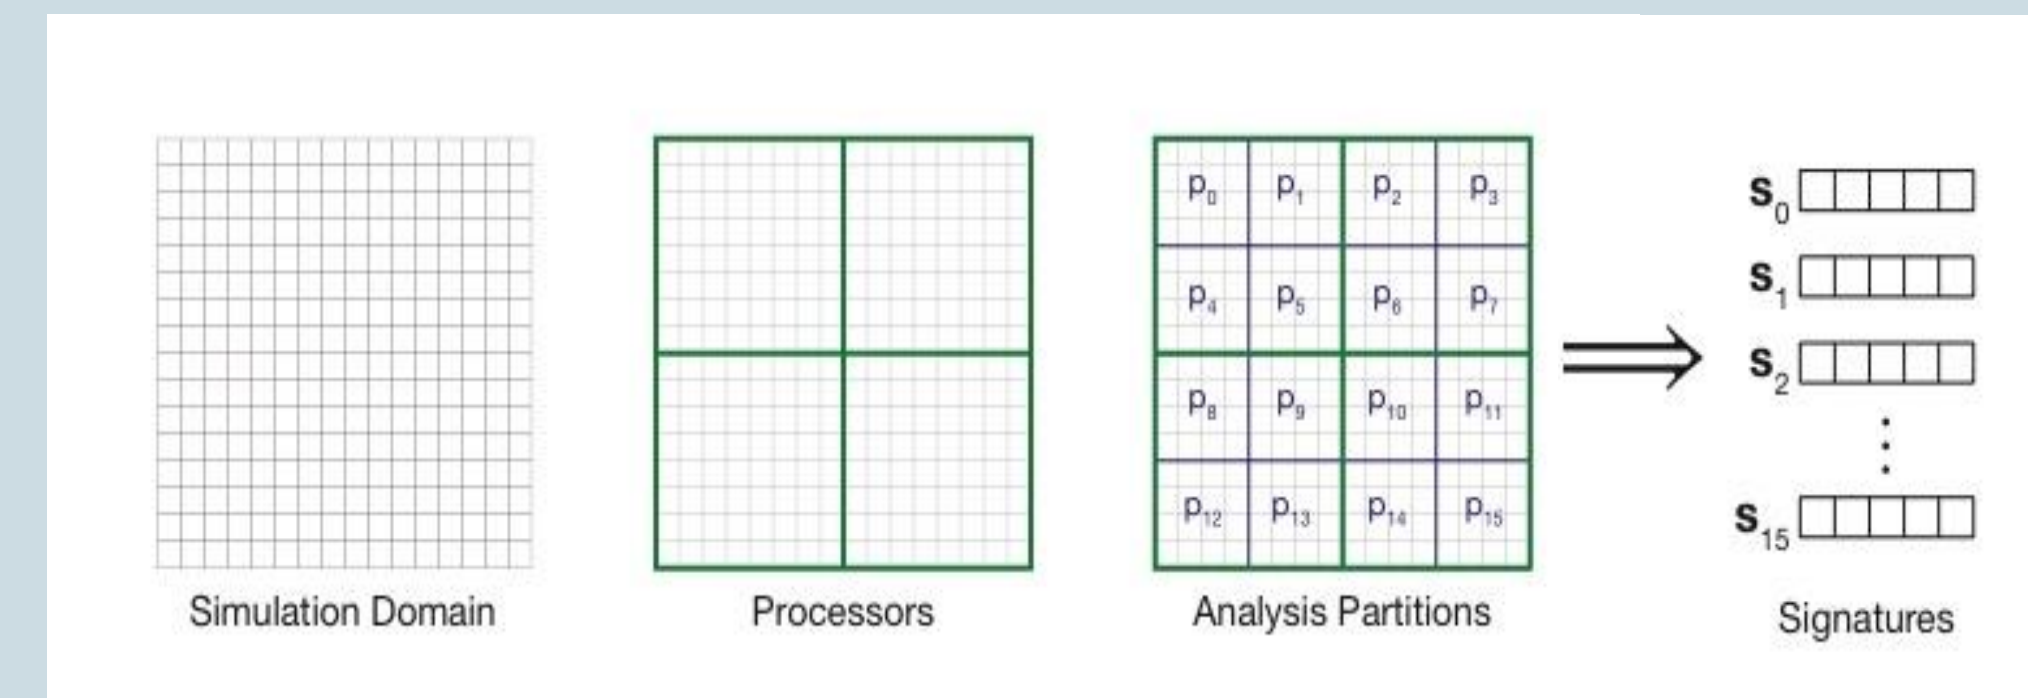 p₀ p₁ p₂ p₃
p₄ p₅ p₆ p₇
p₈ p₉ p₁₀ p₁₁
p₁₂ p₁₃ p₁₄ p₁₅
s₀
s₁
s₂
s₁₅
Simulation Domain
Processors
Analysis Partitions
Signatures